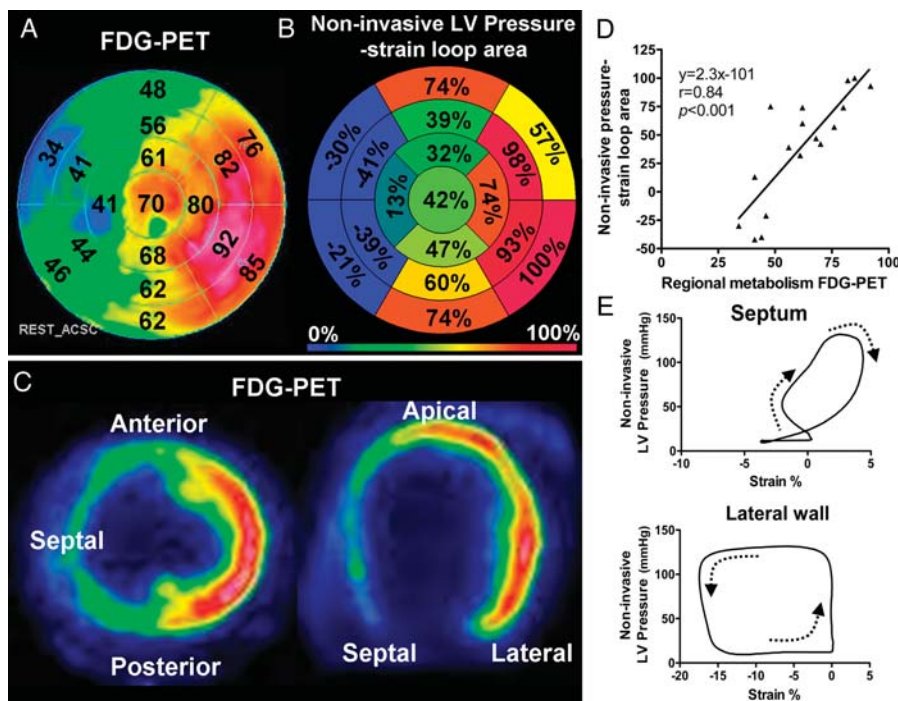 A
FDG-PET
48
56
61
34
41
41
70
80
76
82
92
85
44
46
68
62
62
REST_ACSC
B
Non-invasive LV Pressure
-strain loop area
74%
39%
32%
-30%
-41%
13%
42%
74%
98%
57%
-21%
-39%
47%
93%
100%
60%
74%
0%
100%
C
FDG-PET
Anterior
Septal
Posterior
Apical
Septal
Lateral
D
Non-invasive pressure-
strain loop area
y=2.3x-101
r=0.84
p<0.001
125
100
75
50
25
0
-25
-50
0 25 50 75 100
Regional metabolism FDG-PET
E
Septum
Non-invasive
LV Pressure (mmHg)
150
100
50
0
-10 -5 0 5
Strain %
Lateral wall
Non-invasive
LV Pressure (mmHg)
150
100
50
0
-20 -15 -10 -5 0 5
Strain %